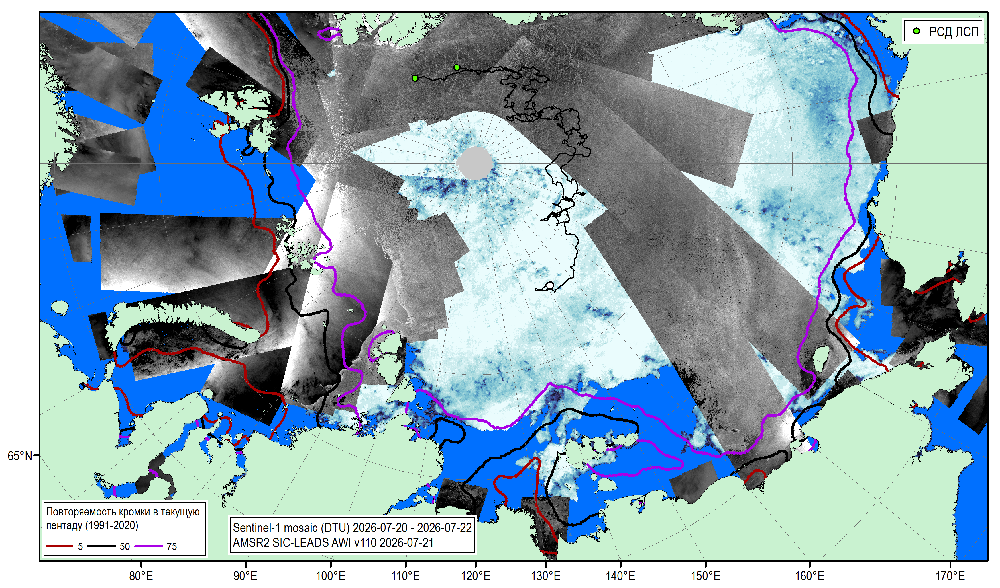 РСД ЛСП
65°N
Повторяемость кромки в текущую
пентаду (1991-2020)
5 50 75
Sentinel-1 mosaic (DTU) 2026-07-20 - 2026-07-22
AMSR2 SIC-LEADS AWI v110 2026-07-21
80°E 90°E 100°E 110°E 120°E 130°E 140°E 150°E 160°E 170°E